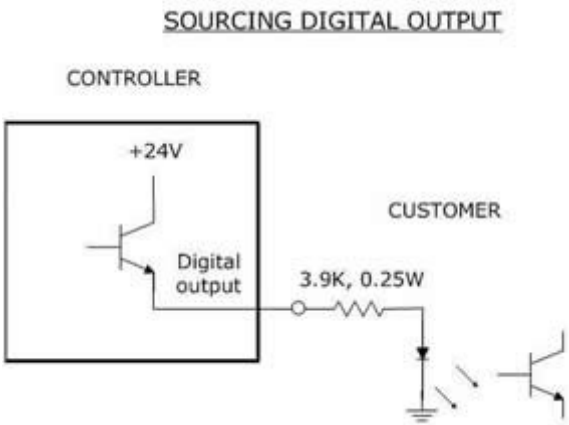 SOURCING DIGITAL OUTPUT
CONTROLLER
+24V
CUSTOMER
Digital
output
3.9K, 0.25W